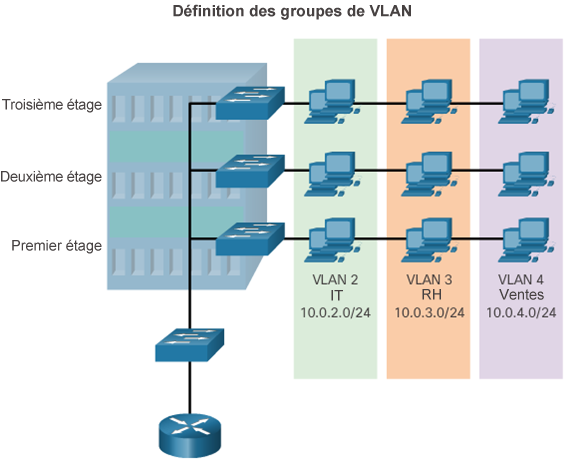 Définition des groupes de VLAN
Troisième étage
Deuxième étage
Premier étage
VLAN 2
IT
10.0.2.0/24
VLAN 3
RH
10.0.3.0/24
VLAN 4
Ventes
10.0.4.0/24